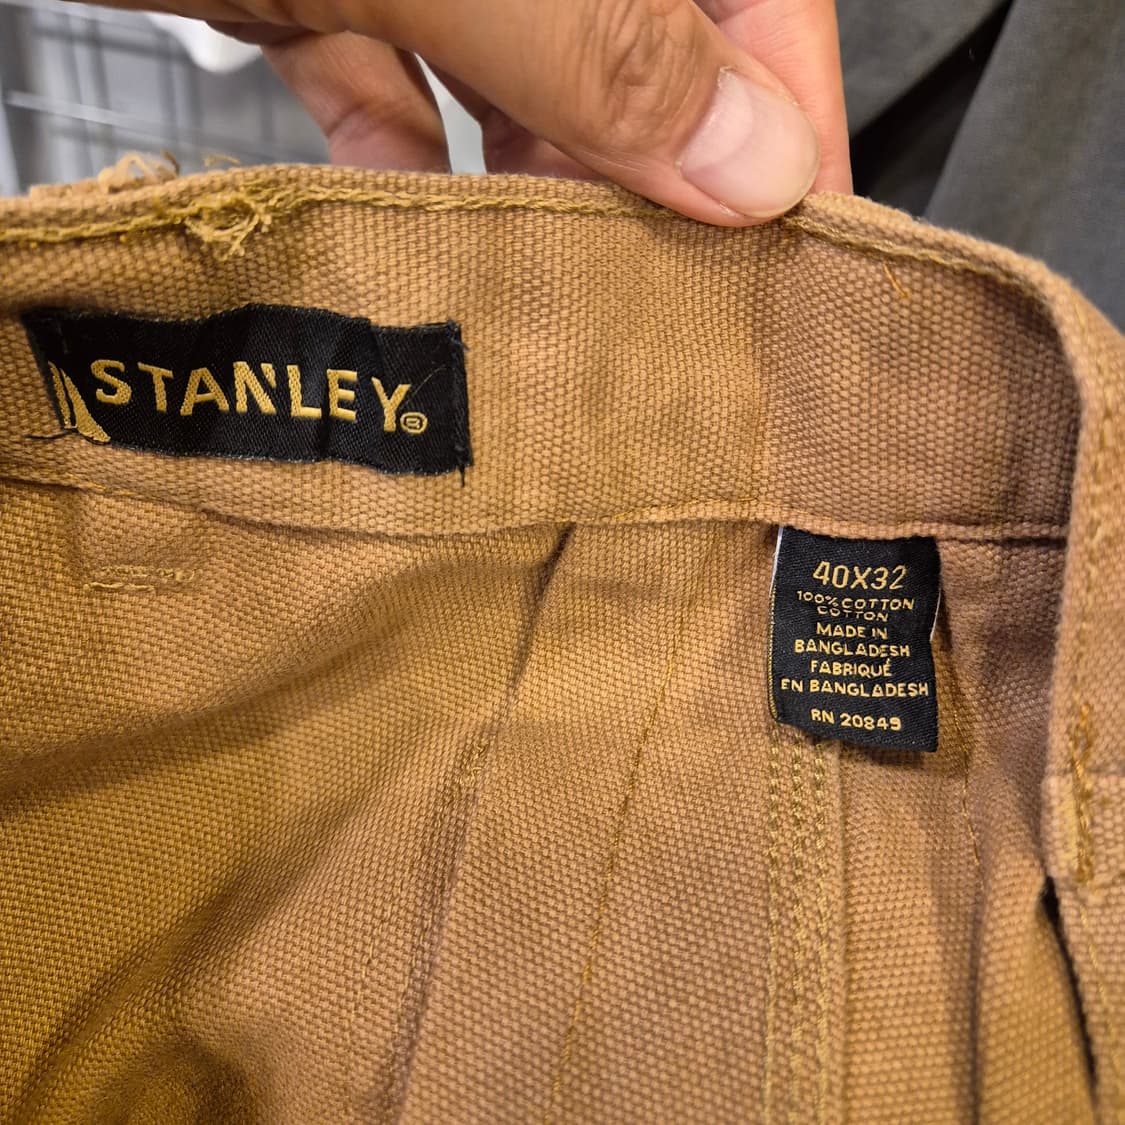 STANLEY®
40X32
100% COTTON
COTTON
MADE IN
BANGLADESH
FABRIQUÉ
EN BANGLADESH
RN 20849